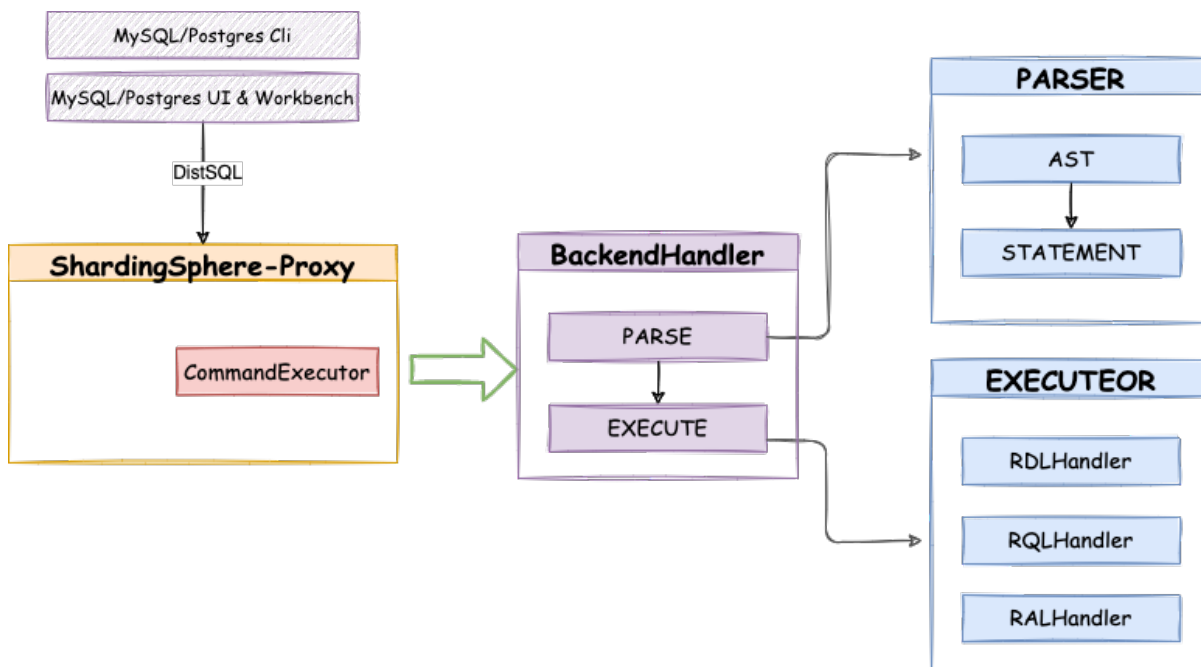 MySQL/Postgres Cli
MySQL/Postgres UI & Workbench
DistSQL
ShardingSphere-Proxy
CommandExecutor
BackendHandler
PARSE
EXECUTE
PARSER
AST
STATEMENT
EXECUTEOR
RDLHandler
RQLHandler
RALHandler